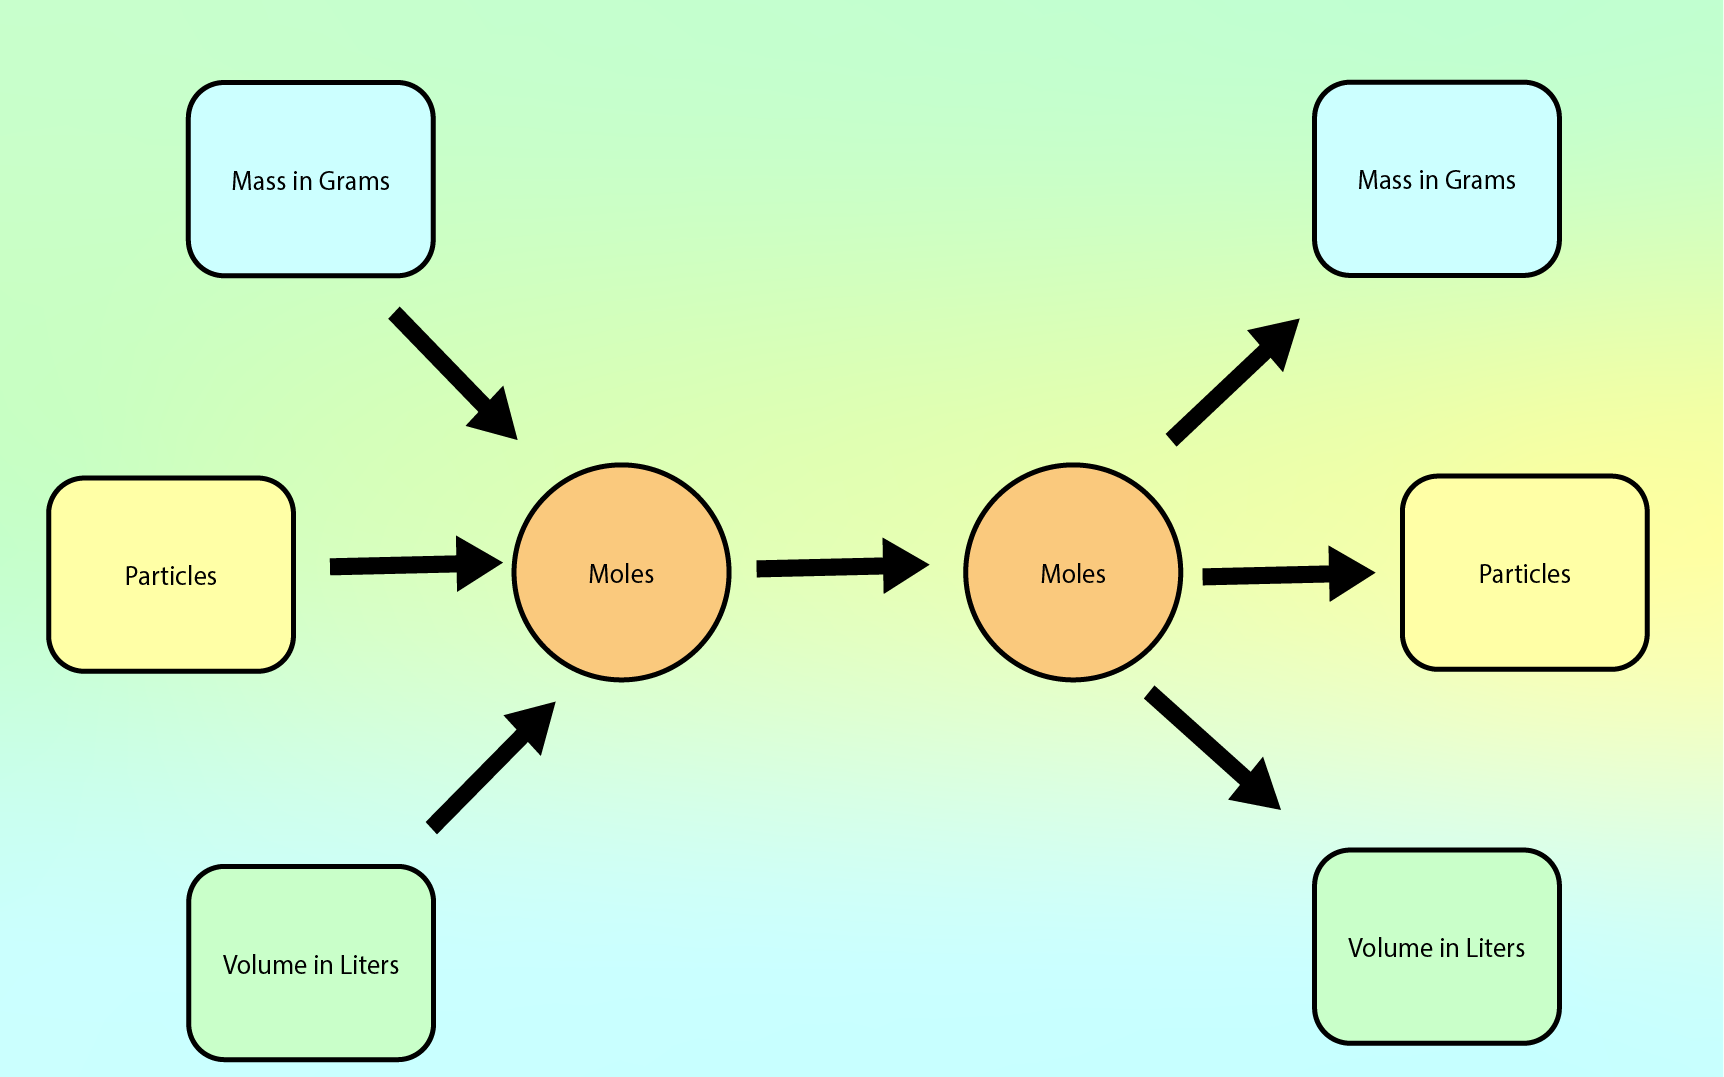 Mass in Grams
Mass in Grams
Particles
Moles
Moles
Particles
Volume in Liters
Volume in Liters